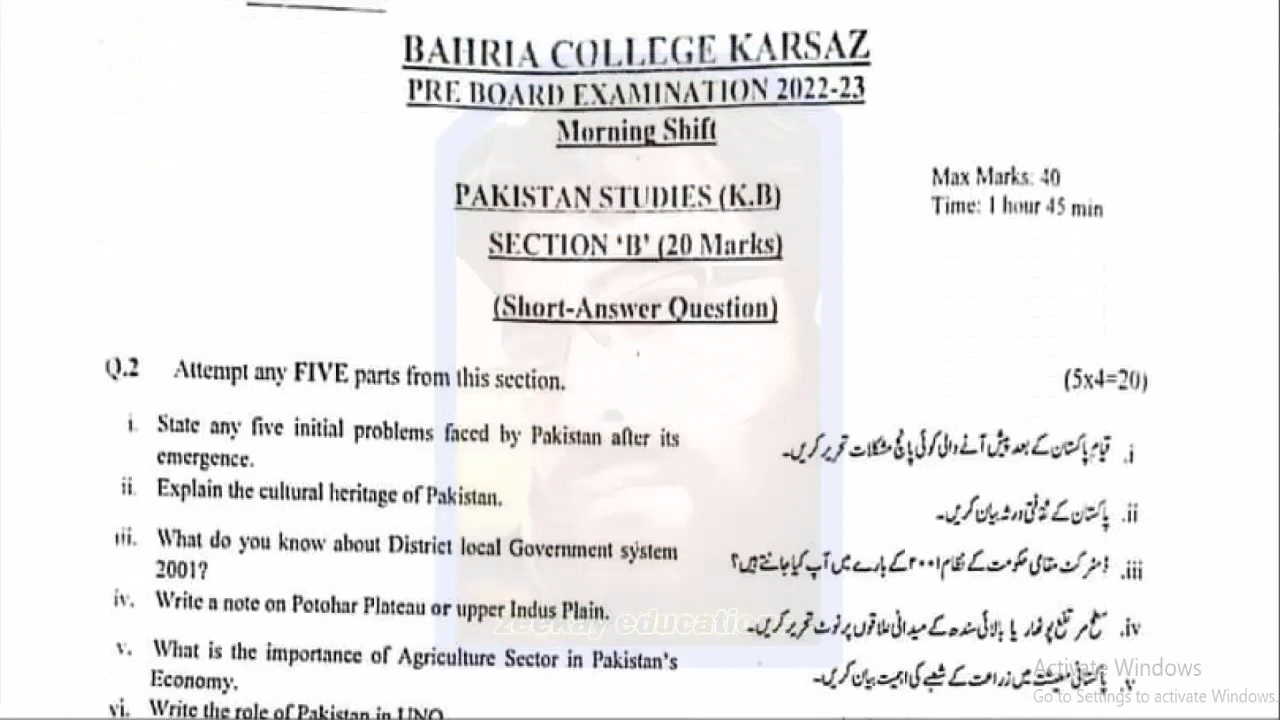 BAHRIA COLLEGE KARSAZ
PRE BOARD EXAMINATION 2022-23
Morning Shift
Max Marks: 40
Time: 1 hour 45 min
PAKISTAN STUDIES (K.B)
SECTION ‘B’ (20 Marks)
(Short-Answer Question)
Q.2 Attempt any FIVE parts from this section. (5x4=20)
i. State any five initial problems faced by Pakistan after its
emergence.
i. قیامِ پاکستان کے بعد پیش آنے والی کوئی پانچ مشکلات تحریر کریں۔
ii. Explain the cultural heritage of Pakistan.
ii. پاکستان کے ثقافتی ورثہ بیان کریں۔
iii. What do you know about District local Government system
2001?
iii. ڈسٹرکٹ مقامی حکومت کے نظام ۲۰۰۱ کے بارے میں آپ کیا جانتے ہیں؟
iv. Write a note on Potohar Plateau or upper Indus Plain.
iv. سطح مرتفع پوٹھار یا بالائی سندھ کے میدانی علاقوں پر نوٹ تحریر کریں۔
zeekay education
v. What is the importance of Agriculture Sector in Pakistan's
Economy.
v. پاکستانی معیشت میں زراعت کے شعبے کی اہمیت بیان کریں۔
vi. Write the role of Pakistan in UNO
Activate Windows
Go to Settings to activate Windows.